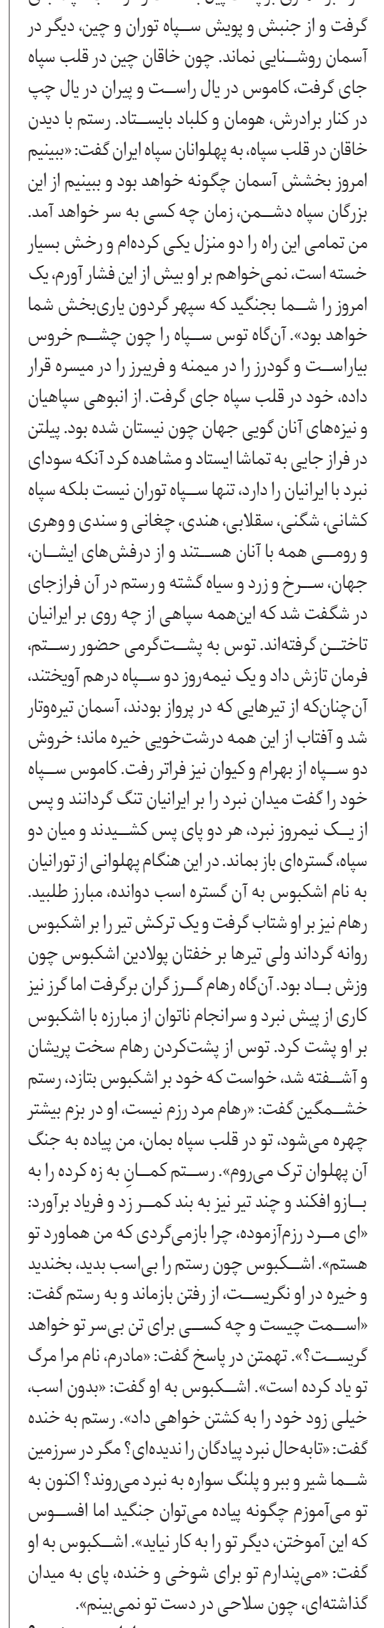 گرفت و از جنبش و پویش سپاه توران و چین، دیگر در
آسمان روشنایی نماند. چون خاقان چین در قلب سپاه
جای گرفت، کاموس در یال راست و پیران در یال چپ
در کنار برادرش، هومان و کلباد بایستاد. رستم با دیدن
خاقان در قلب سپاه، به پهلوانان سپاه ایران گفت: «ببینیم
امروز بخشش آسمان چگونه خواهد بود و ببینیم از این
بزرگان سپاه دشمن، زمان چه کسی به سر خواهد آمد.
من تمامی این راه را دو منزل یکی کرده‌ام و رخش بسیار
خسته است، نمی‌خواهم بر او بیش از این فشار آورم، یک
امروز را شما بجنگید که سپهر گردون یاری‌بخش شما
خواهد بود». آن‌گاه توس سپاه را چون چشم خروس
بیاراست و گودرز را در میمنه و فریبرز را در میسره قرار
داده، خود در قلب سپاه جای گرفت. از انبوهی سپاهیان
و نیزه‌های آنان گویی جهان چون نیستان شده بود. پیلتن
در فراز جایی به تماشا ایستاد و مشاهده کرد آنکه سودای
نبرد با ایرانیان را دارد، تنها سپاه توران نیست بلکه سپاه
کشانی، شگنی، سقلابی، هندی، چغانی و سندی و وهری
و رومی همه با آنان هستند و از درفش‌های ایشان،
جهان، سرخ و زرد و سیاه گشته و رستم در آن فرازجای
در شگفت شد که این‌همه سپاهی از چه روی بر ایرانیان
تاختن گرفته‌اند. توس به پشت‌گرمی حضور رستم،
فرمان تازش داد و یک نیمه‌روز دو سپاه درهم آویختند،
آن‌چنان‌که از تیرهایی که در پرواز بودند، آسمان تیره‌وتار
شد و آفتاب از این همه درشت‌خویی خیره ماند؛ خروش
دو سپاه از بهرام و کیوان نیز فراتر رفت. کاموس سپاه
خود را گفت میدان نبرد را بر ایرانیان تنگ گردانند و پس
از یک نیمروز نبرد، هر دو پای پس کشیدند و میان دو
سپاه، گستره‌ای باز بماند. در این هنگام پهلوانی از تورانیان
به نام اشکبوس به آن گستره اسب دوانده، مبارز طلبید.
رهام نیز بر او شتاب گرفت و یک ترکش تیر را بر اشکبوس
روانه گرداند ولی تیرها بر خفتان پولادین اشکبوس چون
وزش باد بود. آن‌گاه رهام گرز گران برگرفت اما گرز نیز
کاری از پیش نبرد و سرانجام ناتوان از مبارزه با اشکبوس
بر او پشت کرد. توس از پشت‌کردن رهام سخت پریشان
و آشفته شد، خواست که خود بر اشکبوس بتازد، رستم
خشمگین گفت: «رهام مرد رزم نیست، او در بزم بیشتر
چهره می‌شود، تو در قلب سپاه بمان، من پیاده به جنگ
آن پهلوان ترک می‌روم». رستم کمانِ به زه کرده را به
بازو افکند و چند تیر نیز به بند کمر زد و فریاد برآورد:
«ای مرد رزم‌آزموده، چرا بازمی‌گردی که من هماورد تو
هستم». اشکبوس چون رستم را بی‌اسب بدید، بخندید
و خیره در او نگریست، از رفتن بازماند و به رستم گفت:
«اسمت چیست و چه کسی برای تن بی‌سر تو خواهد
گریست؟». تهمتن در پاسخ گفت: «مادرم، نام مرا مرگ
تو یاد کرده است». اشکبوس به او گفت: «بدون اسب،
خیلی زود خود را به کشتن خواهی داد». رستم به خنده
گفت: «تابه‌حال نبرد پیادگان را ندیده‌ای؟ مگر در سرزمین
شما شیر و ببر و پلنگ سواره به نبرد می‌روند؟ اکنون به
تو می‌آموزم چگونه پیاده می‌توان جنگید اما افسوس
که این آموختن، دیگر تو را به کار نیاید». اشکبوس به او
گفت: «می‌پندارم تو برای شوخی و خنده، پای به میدان
گذاشته‌ای، چون سلاحی در دست تو نمی‌بینم».